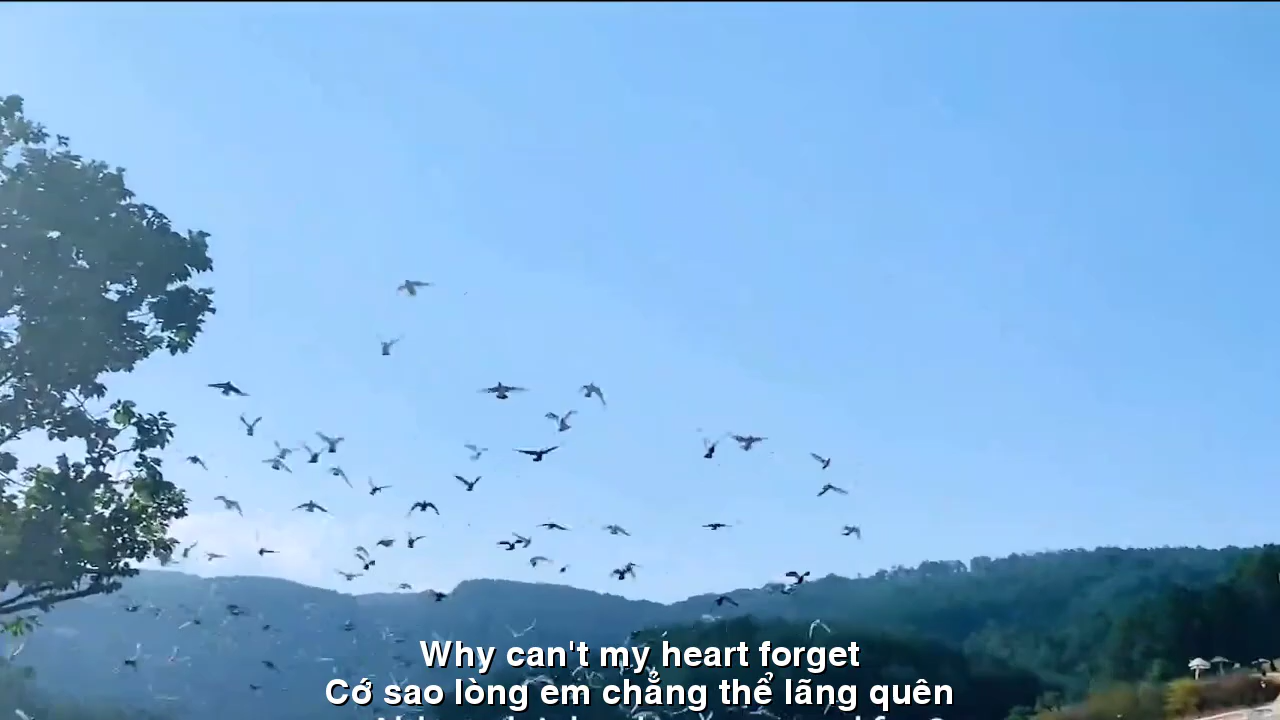 Why can't my heart forget
Cớ sao lòng em chẳng thể lãng quên